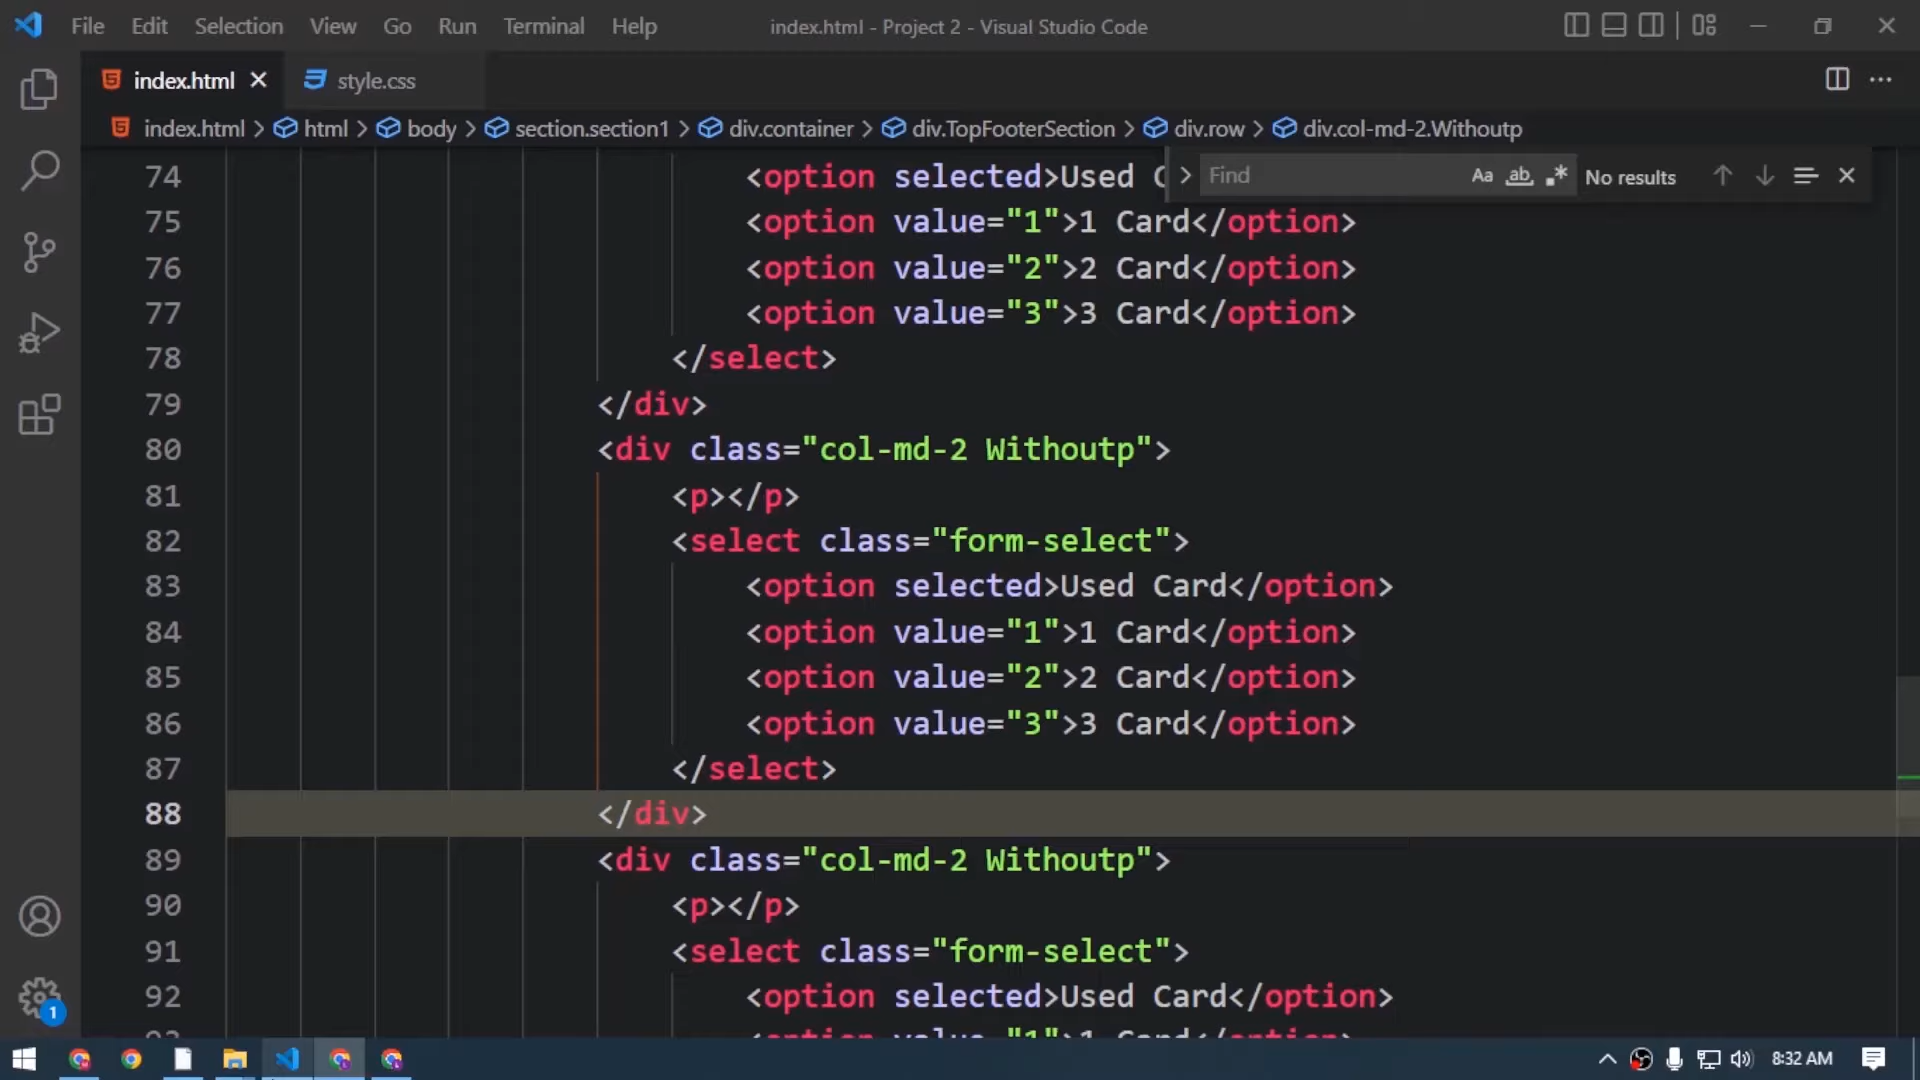 File Edit Selection View Go Run Terminal Help index.html - Project 2 - Visual Studio Code
index.html style.css
index.html > html > body > section.section1 > div.container > div.TopFooterSection > div.row > div.col-md-2.Withoutp
Find Aa ab .* No results
74 <option selected>Used C
75 <option value="1">1 Card</option>
76 <option value="2">2 Card</option>
77 <option value="3">3 Card</option>
78 </select>
79 </div>
80 <div class="col-md-2 Withoutp">
81 <p></p>
82 <select class="form-select">
83 <option selected>Used Card</option>
84 <option value="1">1 Card</option>
85 <option value="2">2 Card</option>
86 <option value="3">3 Card</option>
87 </select>
88 </div>
89 <div class="col-md-2 Withoutp">
90 <p></p>
91 <select class="form-select">
92 <option selected>Used Card</option>
93 <option value="1">1 Card</option>
1
8:32 AM